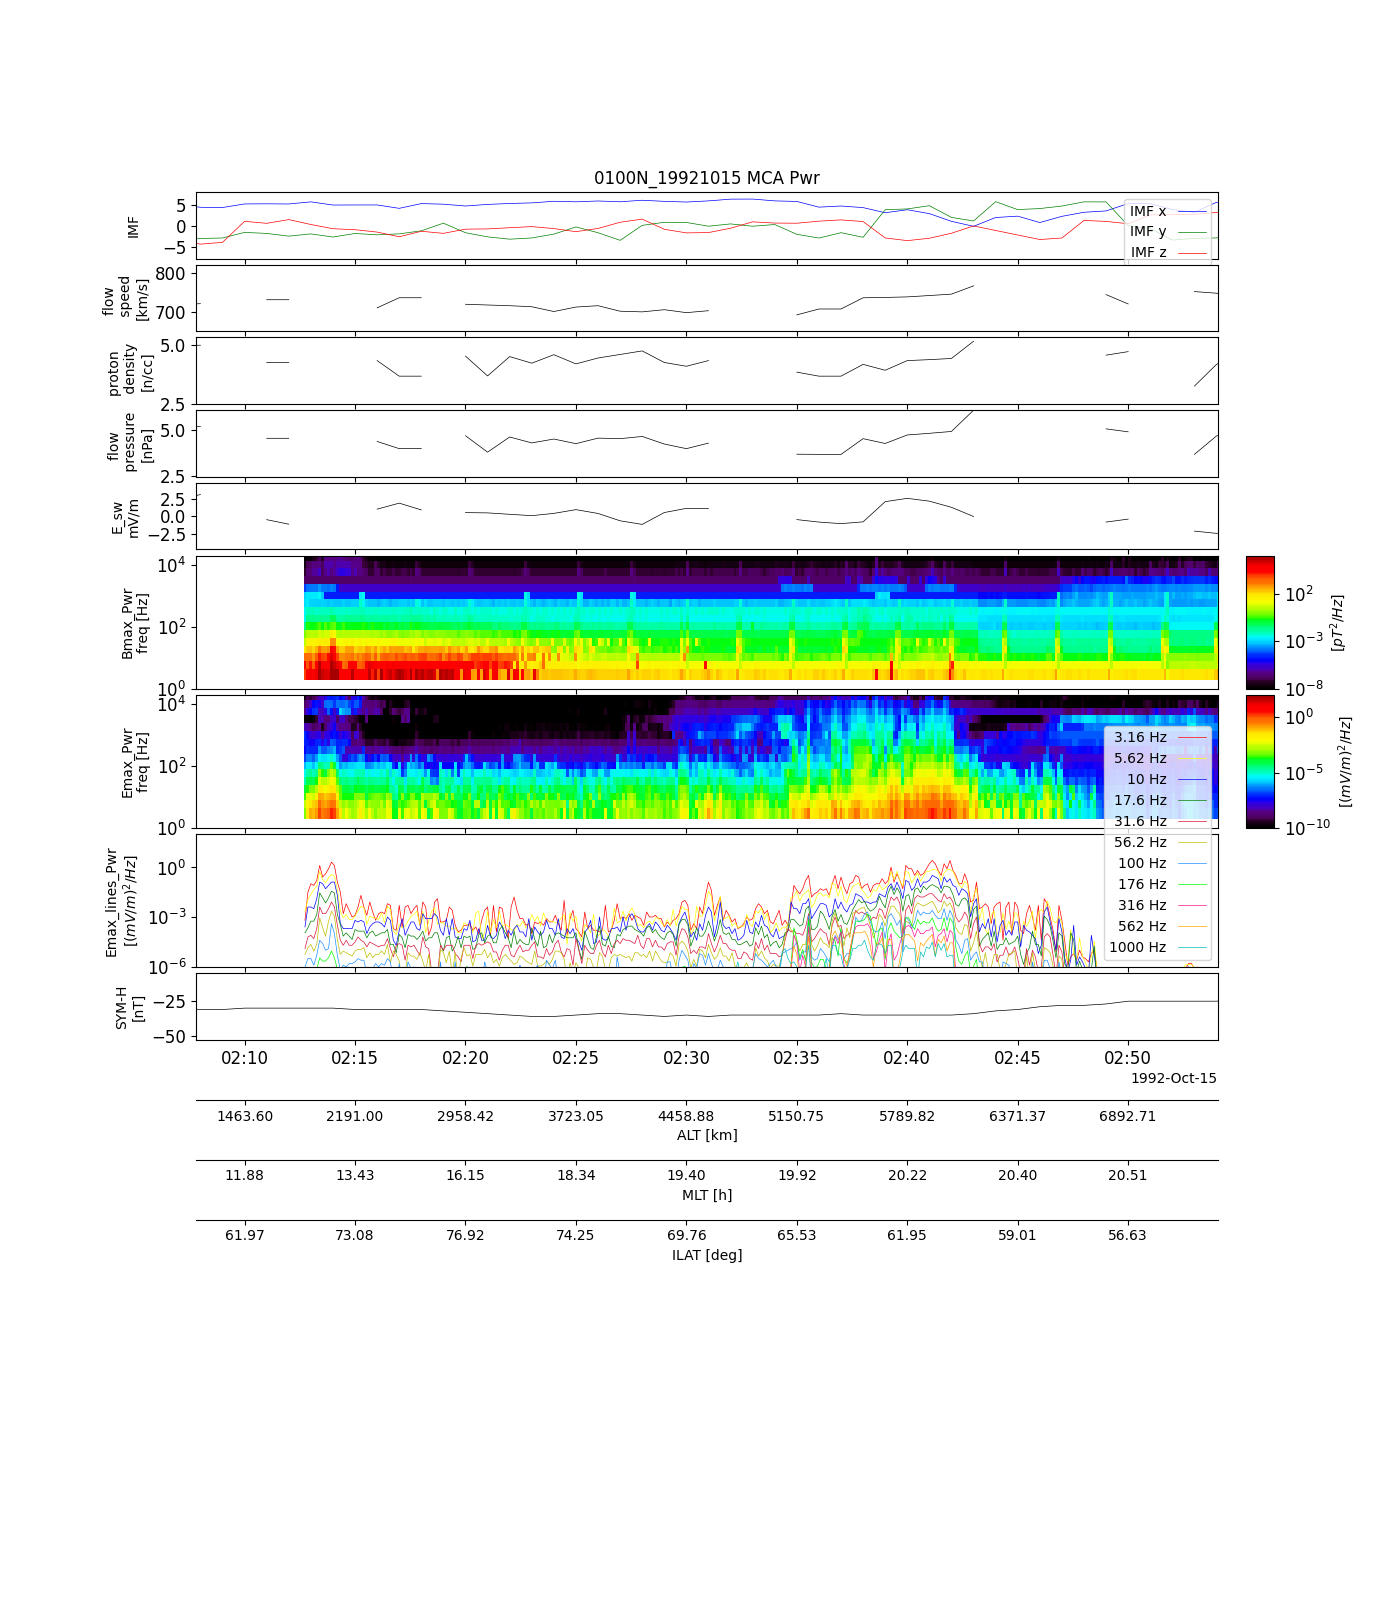 0100N_19921015 MCA Pwr
IMF
5
0
−5
IMF x
IMF y
IMF z
flow
speed
[km/s]
800
700
proton
density
[n/cc]
5.0
2.5
flow
pressure
[nPa]
5.0
2.5
E_sw
mV/m
2.5
0.0
−2.5
Bmax_Pwr
freq [Hz]
10^4
10^2
10^0
10^2
10^−3
10^−8
[pT^2/Hz]
Emax_Pwr
freq [Hz]
10^4
10^2
10^0
10^0
10^−5
10^−10
[(mV/m)^2/Hz]
3.16 Hz
5.62 Hz
10 Hz
17.6 Hz
31.6 Hz
56.2 Hz
100 Hz
176 Hz
316 Hz
562 Hz
1000 Hz
Emax_lines_Pwr
[(mV/m)^2/Hz]
10^0
10^−3
10^−6
SYM-H
[nT]
−25
−50
02:10 02:15 02:20 02:25 02:30 02:35 02:40 02:45 02:50
1992-Oct-15
1463.60 2191.00 2958.42 3723.05 4458.88 5150.75 5789.82 6371.37 6892.71
ALT [km]
11.88 13.43 16.15 18.34 19.40 19.92 20.22 20.40 20.51
MLT [h]
61.97 73.08 76.92 74.25 69.76 65.53 61.95 59.01 56.63
ILAT [deg]